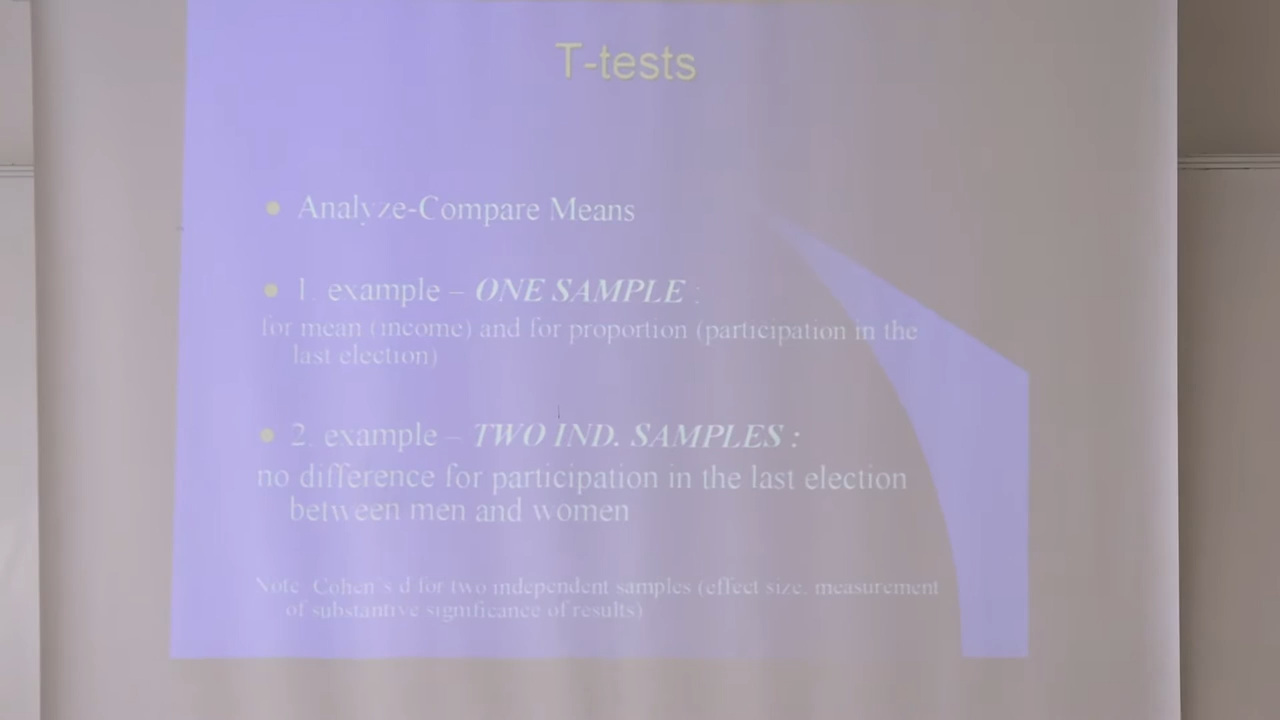 T-tests
Analyze-Compare Means
1. example – ONE SAMPLE :
for mean (income) and for proportion (participation in the
last election)
2. example – TWO IND. SAMPLES :
no difference for participation in the last election
between men and women
Note: Cohen's d for two independent samples (effect size, measurement
of substantive significance of results)